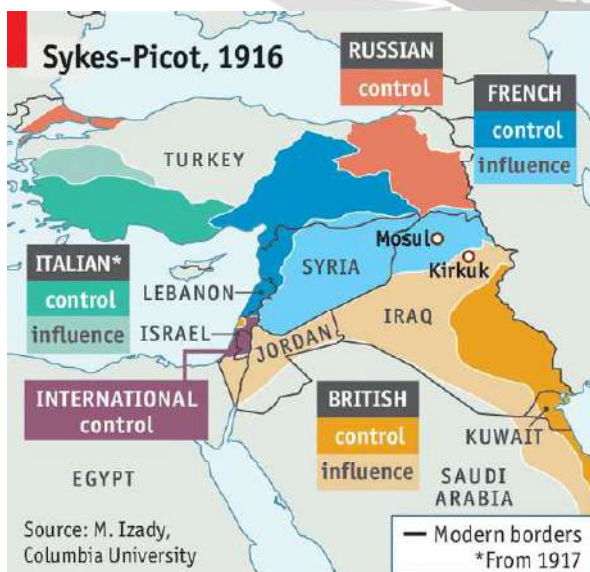 Sykes-Picot, 1916
RUSSIAN
control
FRENCH
control
influence
TURKEY
Mosul
Kirkuk
SYRIA
ITALIAN*
control
influence
LEBANON
ISRAEL
JORDAN
IRAQ
INTERNATIONAL
control
BRITISH
control
influence
KUWAIT
EGYPT
SAUDI
ARABIA
Source: M. Izady,
Columbia University
Modern borders
*From 1917